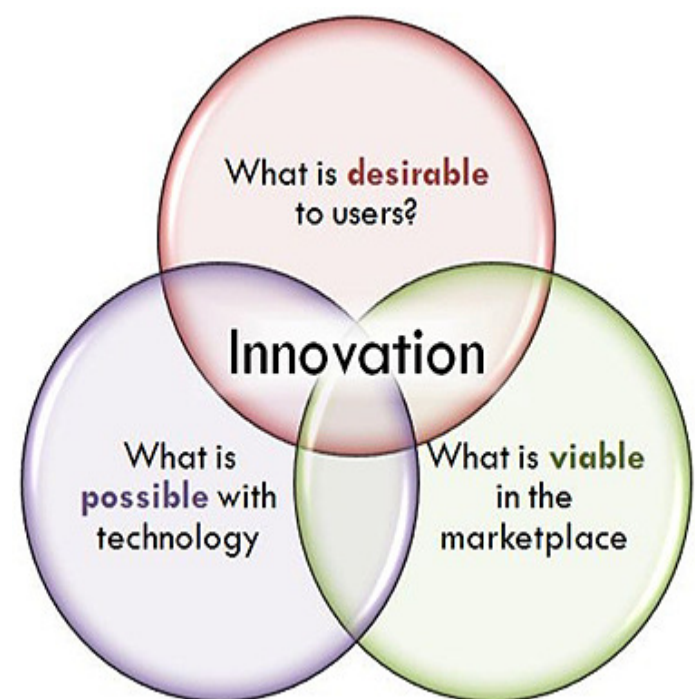 What is desirable
to users?
Innovation
What is
possible with
technology
What is viable
in the
marketplace